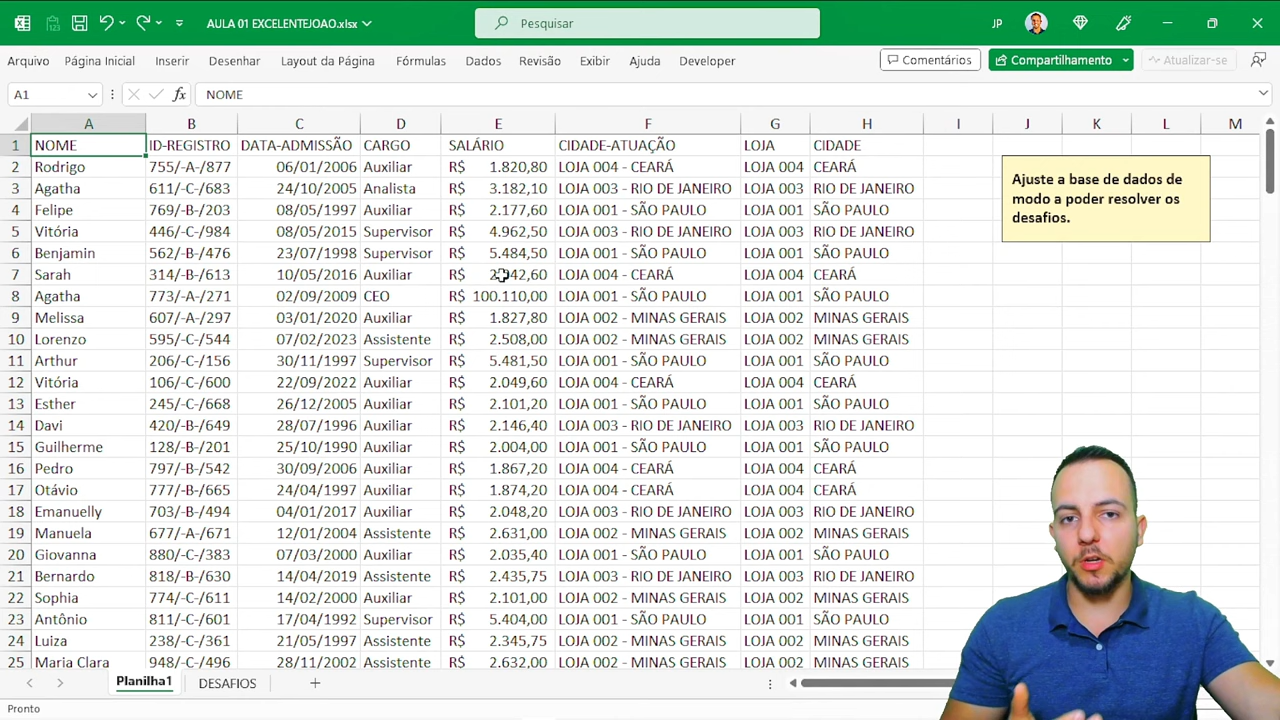 AULA 01 EXCELENTEJOAO.xlsx
Pesquisar
JP
Arquivo Página Inicial Inserir Desenhar Layout da Página Fórmulas Dados Revisão Exibir Ajuda Developer Comentários Compartilhamento Atualizar-se
A1 fx NOME
A B C D E F G H I J K L M
1 NOME ID-REGISTRO DATA-ADMISSÃO CARGO SALÁRIO CIDADE-ATUAÇÃO LOJA CIDADE
2 Rodrigo 755/-A-/877 06/01/2006 Auxiliar R$ 1.820,80 LOJA 004 - CEARÁ LOJA 004 CEARÁ
3 Agatha 611/-C-/683 24/10/2005 Analista R$ 3.182,10 LOJA 003 - RIO DE JANEIRO LOJA 003 RIO DE JANEIRO
4 Felipe 769/-B-/203 08/05/1997 Auxiliar R$ 2.177,60 LOJA 001 - SÃO PAULO LOJA 001 SÃO PAULO
5 Vitória 446/-C-/984 08/05/2015 Supervisor R$ 4.962,50 LOJA 003 - RIO DE JANEIRO LOJA 003 RIO DE JANEIRO
6 Benjamin 562/-B-/476 23/07/1998 Supervisor R$ 5.484,50 LOJA 001 - SÃO PAULO LOJA 001 SÃO PAULO
7 Sarah 314/-B-/613 10/05/2016 Auxiliar R$ LOJA 004 - CEARÁ LOJA 004 CEARÁ
8 Agatha 773/-A-/271 02/09/2009 CEO R$ 100.110,00 LOJA 001 - SÃO PAULO LOJA 001 SÃO PAULO
9 Melissa 607/-A-/297 03/01/2020 Auxiliar R$ 1.827,80 LOJA 002 - MINAS GERAIS LOJA 002 MINAS GERAIS
10 Lorenzo 595/-C-/544 07/02/2023 Assistente R$ 2.508,00 LOJA 002 - MINAS GERAIS LOJA 002 MINAS GERAIS
11 Arthur 206/-C-/156 30/11/1997 Supervisor R$ 5.481,50 LOJA 001 - SÃO PAULO LOJA 001 SÃO PAULO
12 Vitória 106/-C-/600 22/09/2022 Auxiliar R$ 2.049,60 LOJA 004 - CEARÁ LOJA 004 CEARÁ
13 Esther 245/-C-/668 26/12/2005 Auxiliar R$ 2.101,20 LOJA 001 - SÃO PAULO LOJA 001 SÃO PAULO
14 Davi 420/-B-/649 28/07/1996 Auxiliar R$ 2.146,40 LOJA 003 - RIO DE JANEIRO LOJA 003 RIO DE JANEIRO
15 Guilherme 128/-B-/201 25/10/1990 Auxiliar R$ 2.004,00 LOJA 001 - SÃO PAULO LOJA 001 SÃO PAULO
16 Pedro 797/-B-/542 30/09/2006 Auxiliar R$ 1.867,20 LOJA 004 - CEARÁ LOJA 004 CEARÁ
17 Otávio 777/-B-/665 24/04/1997 Auxiliar R$ 1.874,20 LOJA 004 - CEARÁ LOJA 004 CEARÁ
18 Emanuelly 703/-B-/494 04/01/2017 Auxiliar R$ 2.048,20 LOJA 003 - RIO DE JANEIRO LOJA 003 RIO DE JANEIRO
19 Manuela 677/-A-/671 12/01/2004 Assistente R$ 2.631,00 LOJA 002 - MINAS GERAIS LOJA 002 MINAS GERAIS
20 Giovanna 880/-C-/383 07/03/2000 Auxiliar R$ 2.035,40 LOJA 001 - SÃO PAULO LOJA 001 SÃO PAULO
21 Bernardo 818/-B-/630 14/04/2019 Assistente R$ 2.435,75 LOJA 003 - RIO DE JANEIRO LOJA 003 RIO DE JANEIRO
22 Sophia 774/-C-/611 14/02/2000 Auxiliar R$ 2.101,00 LOJA 002 - MINAS GERAIS LOJA 002 MINAS GERAIS
23 Antônio 811/-C-/601 17/04/1992 Supervisor R$ 5.404,00 LOJA 001 - SÃO PAULO LOJA 001 SÃO PAULO
24 Luiza 238/-C-/361 21/05/1997 Assistente R$ 2.345,75 LOJA 002 - MINAS GERAIS LOJA 002 MINAS GERAIS
25 Maria Clara 948/-C-/496 28/11/2002 Assistente R$ 2.632,00 LOJA 002 - MINAS GERAIS LOJA 002 MINAS GERAIS
Ajuste a base de dados de
modo a poder resolver os
desafios.
Planilha1 DESAFIOS
Pronto